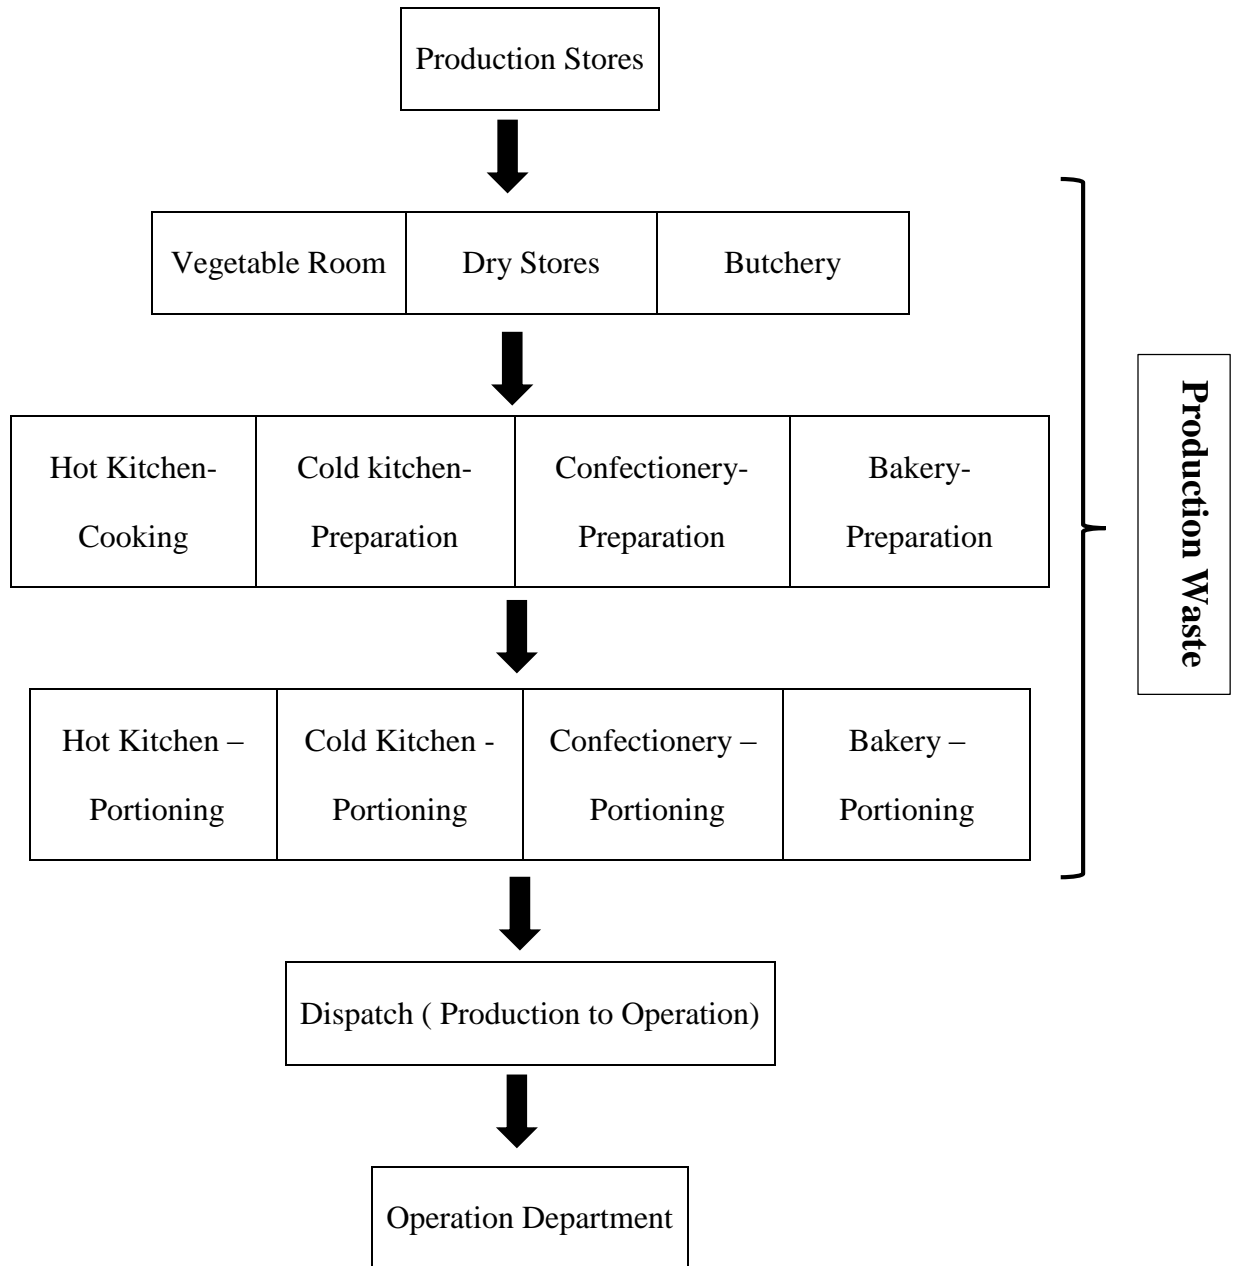 Production Stores
Vegetable Room
Dry Stores
Butchery
Hot Kitchen-
Cooking
Cold kitchen-
Preparation
Confectionery-
Preparation
Bakery-
Preparation
Hot Kitchen –
Portioning
Cold Kitchen -
Portioning
Confectionery –
Portioning
Bakery –
Portioning
Production Waste
Dispatch ( Production to Operation)
Operation Department